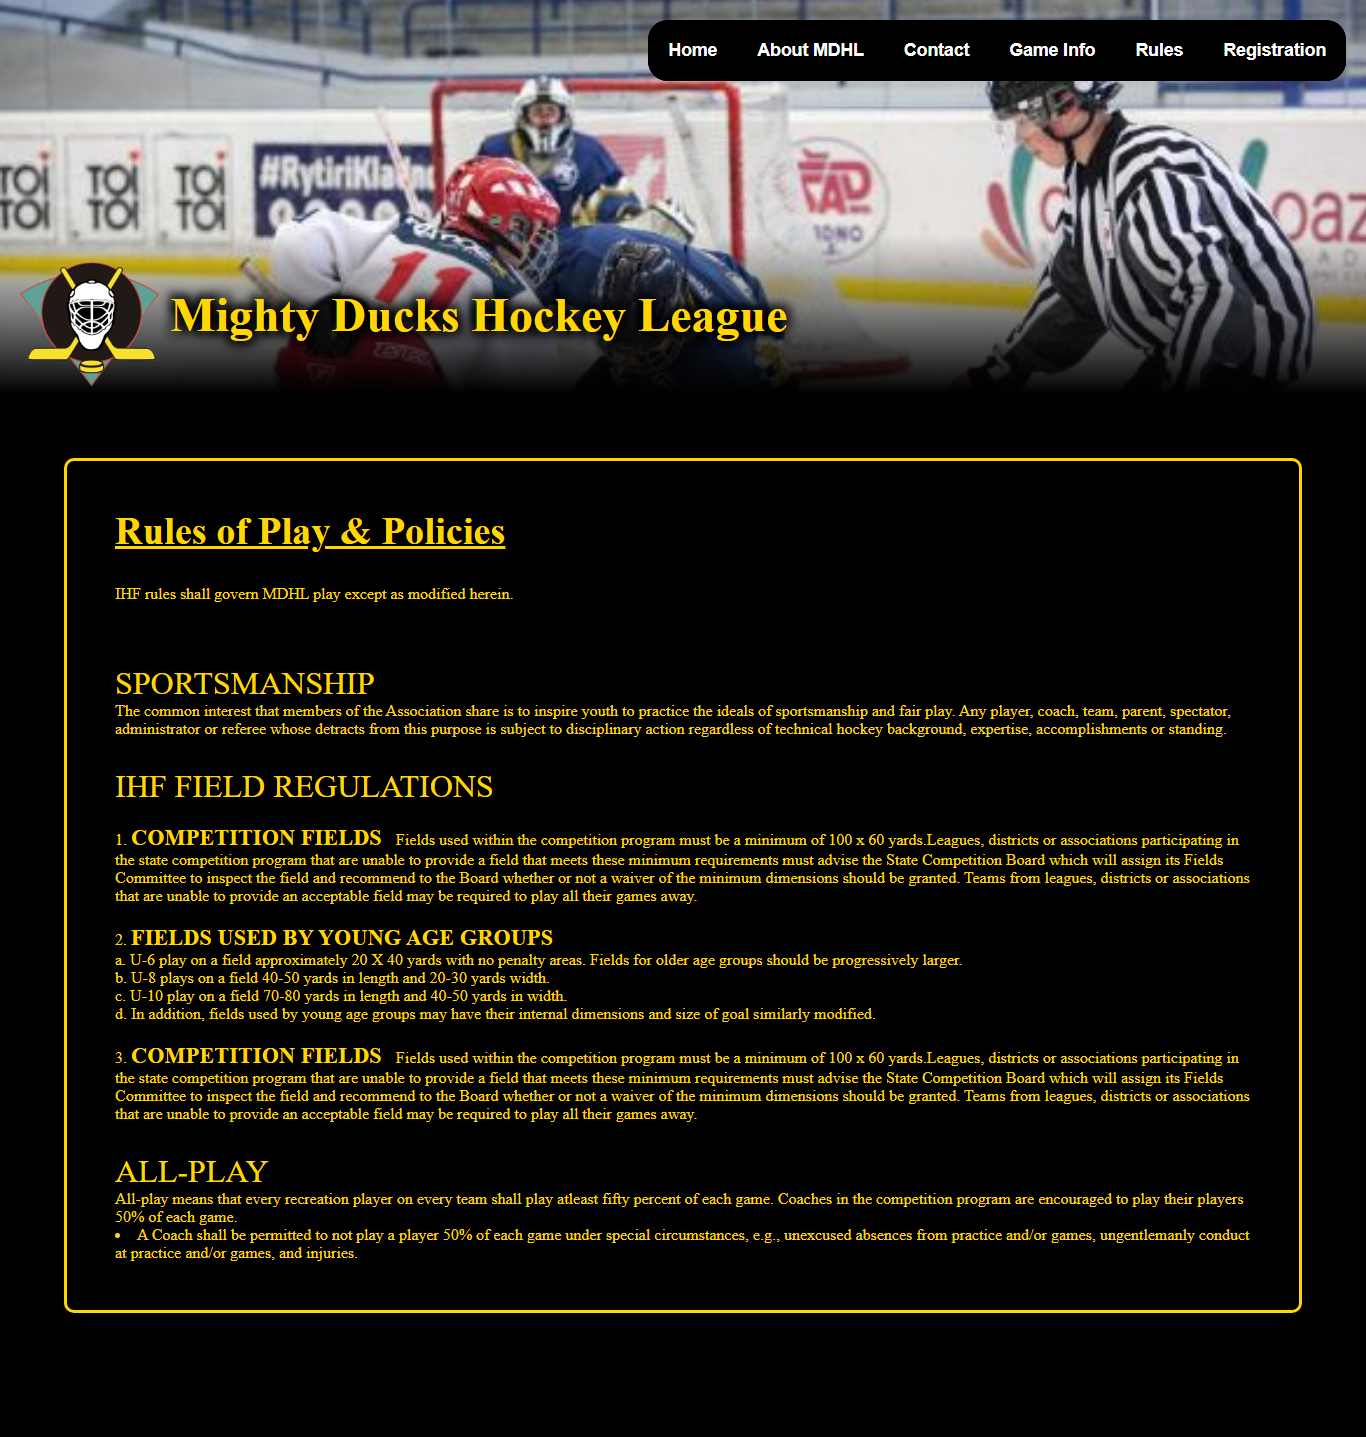 Home About MDHL Contact Game Info Rules Registration
TOI TOI TOI
TOI TOI TOI
#RytiriKla
11
Mighty Ducks Hockey League
Rules of Play & Policies
IHF rules shall govern MDHL play except as modified herein.
SPORTSMANSHIP
The common interest that members of the Association share is to inspire youth to practice the ideals of sportsmanship and fair play. Any player, coach, team, parent, spectator,
administrator or referee whose detracts from this purpose is subject to disciplinary action regardless of technical hockey background, expertise, accomplishments or standing.
IHF FIELD REGULATIONS
1. COMPETITION FIELDS Fields used within the competition program must be a minimum of 100 x 60 yards.Leagues, districts or associations participating in
the state competition program that are unable to provide a field that meets these minimum requirements must advise the State Competition Board which will assign its Fields
Committee to inspect the field and recommend to the Board whether or not a waiver of the minimum dimensions should be granted. Teams from leagues, districts or associations
that are unable to provide an acceptable field may be required to play all their games away.
2. FIELDS USED BY YOUNG AGE GROUPS
a. U-6 play on a field approximately 20 X 40 yards with no penalty areas. Fields for older age groups should be progressively larger.
b. U-8 plays on a field 40-50 yards in length and 20-30 yards width.
c. U-10 play on a field 70-80 yards in length and 40-50 yards in width.
d. In addition, fields used by young age groups may have their internal dimensions and size of goal similarly modified.
3. COMPETITION FIELDS Fields used within the competition program must be a minimum of 100 x 60 yards.Leagues, districts or associations participating in
the state competition program that are unable to provide a field that meets these minimum requirements must advise the State Competition Board which will assign its Fields
Committee to inspect the field and recommend to the Board whether or not a waiver of the minimum dimensions should be granted. Teams from leagues, districts or associations
that are unable to provide an acceptable field may be required to play all their games away.
ALL-PLAY
All-play means that every recreation player on every team shall play atleast fifty percent of each game. Coaches in the competition program are encouraged to play their players
50% of each game.
• A Coach shall be permitted to not play a player 50% of each game under special circumstances, e.g., unexcused absences from practice and/or games, ungentlemanly conduct
at practice and/or games, and injuries.